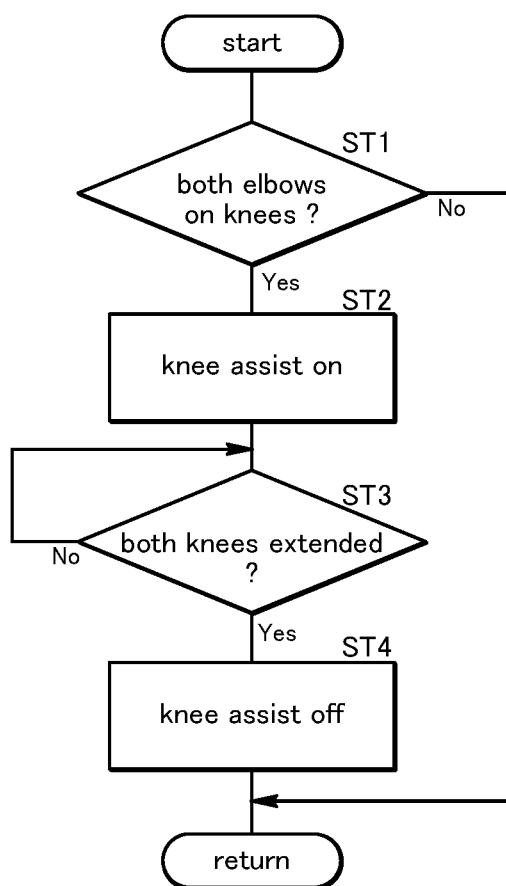 start
ST1
both elbows
on knees ?
No
Yes
ST2
knee assist on
ST3
both knees extended
?
No
Yes
ST4
knee assist off
return